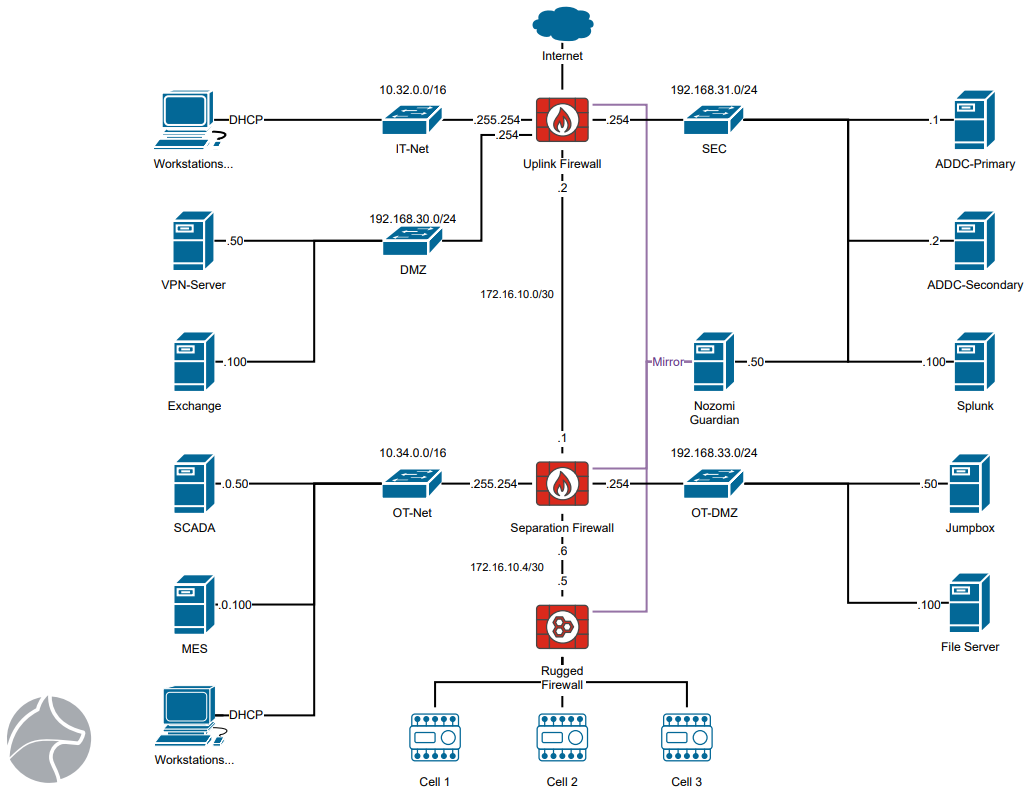 Internet
10.32.0.0/16
192.168.31.0/24
DHCP
.255.254
.254
.254
.1
Workstations...
IT-Net
Uplink Firewall
SEC
ADDC-Primary
.2
192.168.30.0/24
.50
.2
DMZ
VPN-Server
ADDC-Secondary
172.16.10.0/30
.100
Mirror
.50
.100
Exchange
Nozomi
Guardian
Splunk
.1
10.34.0.0/16
192.168.33.0/24
.0.50
.255.254
.254
.50
SCADA
OT-Net
Separation Firewall
OT-DMZ
Jumpbox
.6
172.16.10.4/30
.5
.0.100
.100
MES
File Server
Rugged
Firewall
DHCP
Workstations...
Cell 1
Cell 2
Cell 3